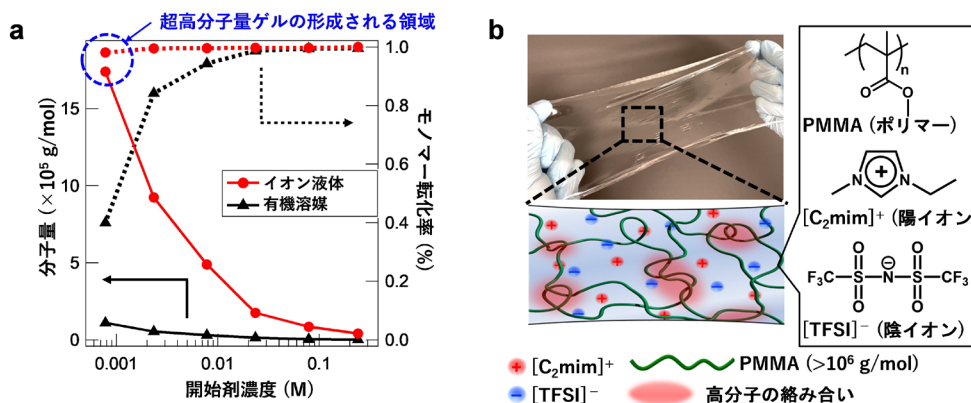 a
超高分子量ゲルの形成される領域
分子量 (×10⁵ g/mol)
15
10
5
0
1.0
0.8
0.6
0.4
0.2
0.0
モノマー転化率 (%)
イオン液体
有機溶媒
0.001
0.01
0.1
開始剤濃度 (M)
b
n
O
O
PMMA (ポリマー)
N
+
N
[C₂mim]⁺ (陽イオン
O
O
⊖
F₃C
S
N
S
CF₃
O
O
[TFSI]⁻ (陰イオン)
[C₂mim]⁺
PMMA (>10⁶ g/mol)
[TFSI]⁻
高分子の絡み合い